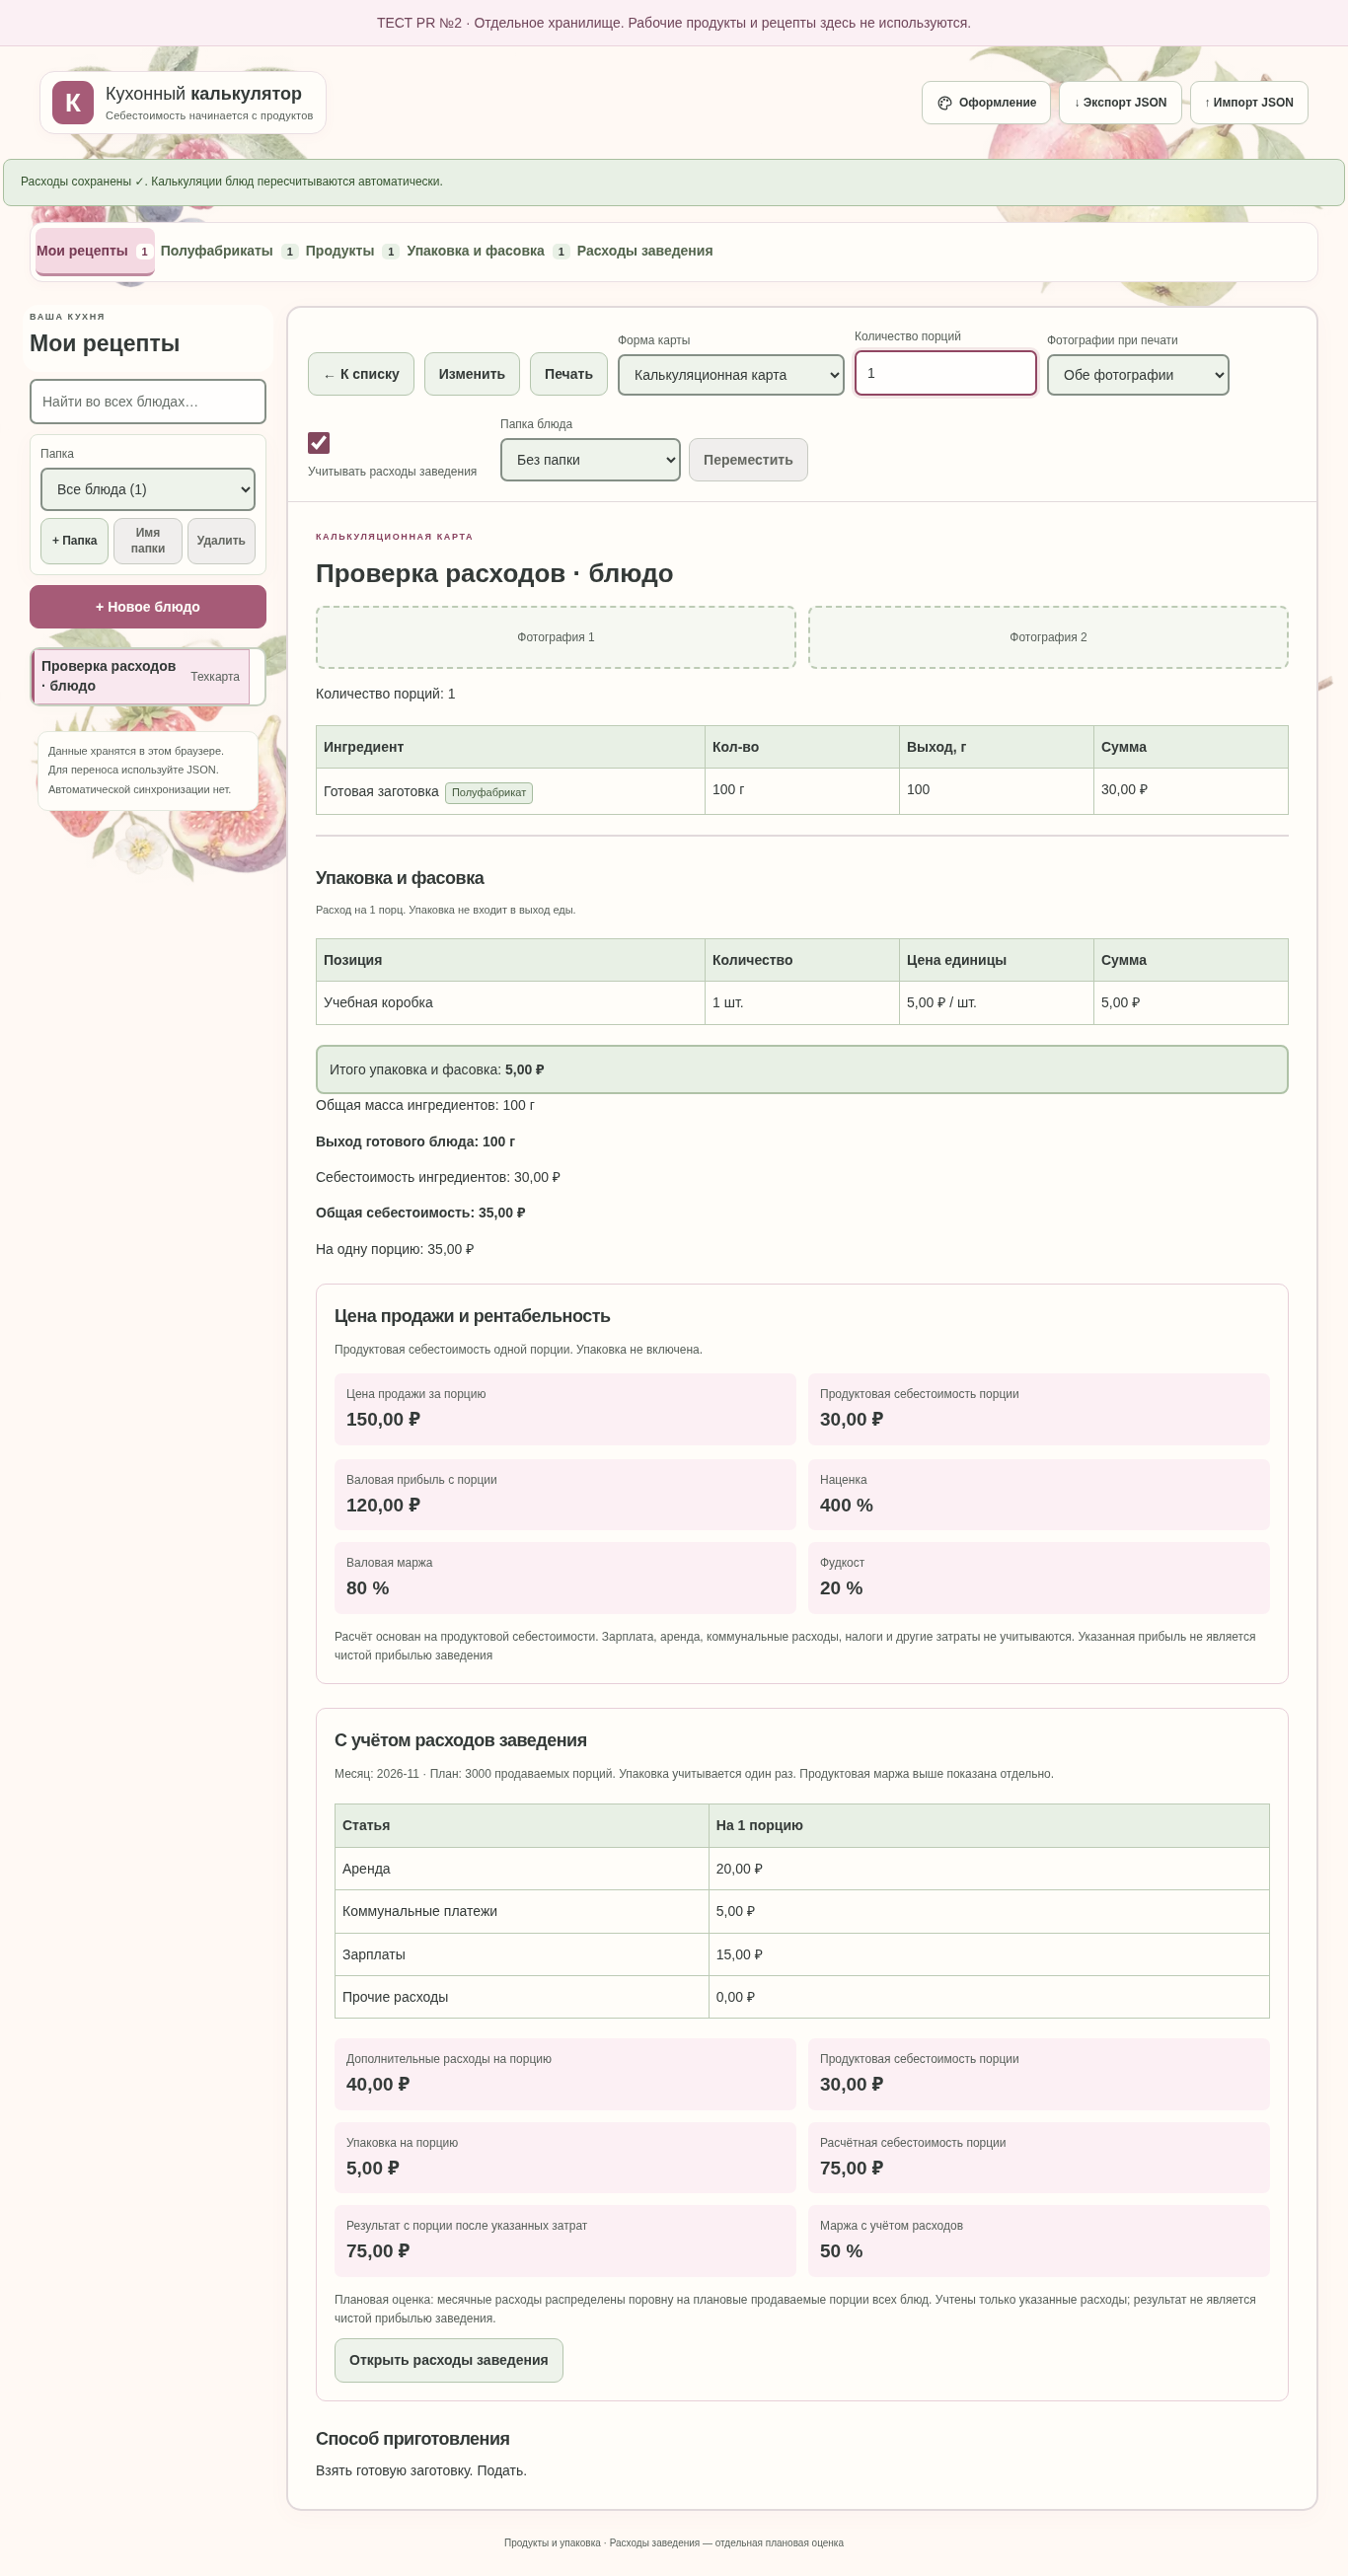 ТЕСТ PR №2 · Отдельное хранилище. Рабочие продукты и рецепты здесь не используются.
К
Кухонный калькулятор
Себестоимость начинается с продуктов
Оформление
↓ Экспорт JSON
↑ Импорт JSON
Расходы сохранены ✓. Калькуляции блюд пересчитываются автоматически.
Мои рецепты 1 Полуфабрикаты 1 Продукты 1 Упаковка и фасовка 1 Расходы заведения
ВАША КУХНЯ
Мои рецепты
Найти во всех блюдах…
Папка
Все блюда (1)
+ Папка
Имя папки
Удалить
+ Новое блюдо
Проверка расходов · блюдо
Техкарта
Данные хранятся в этом браузере.
Для переноса используйте JSON.
Автоматической синхронизации нет.
← К списку
Изменить
Печать
Форма карты
Калькуляционная карта
Количество порций
1
Фотографии при печати
Обе фотографии
Учитывать расходы заведения
Папка блюда
Без папки
Переместить
КАЛЬКУЛЯЦИОННАЯ КАРТА
Проверка расходов · блюдо
Фотография 1
Фотография 2
Количество порций: 1
Ингредиент Кол-во Выход, г Сумма
Готовая заготовка Полуфабрикат 100 г 100 30,00 ₽
Упаковка и фасовка
Расход на 1 порц. Упаковка не входит в выход еды.
Позиция Количество Цена единицы Сумма
Учебная коробка 1 шт. 5,00 ₽ / шт. 5,00 ₽
Итого упаковка и фасовка: 5,00 ₽
Общая масса ингредиентов: 100 г
Выход готового блюда: 100 г
Себестоимость ингредиентов: 30,00 ₽
Общая себестоимость: 35,00 ₽
На одну порцию: 35,00 ₽
Цена продажи и рентабельность
Продуктовая себестоимость одной порции. Упаковка не включена.
Цена продажи за порцию
150,00 ₽
Продуктовая себестоимость порции
30,00 ₽
Валовая прибыль с порции
120,00 ₽
Наценка
400 %
Валовая маржа
80 %
Фудкост
20 %
Расчёт основан на продуктовой себестоимости. Зарплата, аренда, коммунальные расходы, налоги и другие затраты не учитываются. Указанная прибыль не является
чистой прибылью заведения
С учётом расходов заведения
Месяц: 2026-11 · План: 3000 продаваемых порций. Упаковка учитывается один раз. Продуктовая маржа выше показана отдельно.
Статья На 1 порцию
Аренда 20,00 ₽
Коммунальные платежи 5,00 ₽
Зарплаты 15,00 ₽
Прочие расходы 0,00 ₽
Дополнительные расходы на порцию
40,00 ₽
Продуктовая себестоимость порции
30,00 ₽
Упаковка на порцию
5,00 ₽
Расчётная себестоимость порции
75,00 ₽
Результат с порции после указанных затрат
75,00 ₽
Маржа с учётом расходов
50 %
Плановая оценка: месячные расходы распределены поровну на плановые продаваемые порции всех блюд. Учтены только указанные расходы; результат не является
чистой прибылью заведения.
Открыть расходы заведения
Способ приготовления
Взять готовую заготовку. Подать.
Продукты и упаковка · Расходы заведения — отдельная плановая оценка